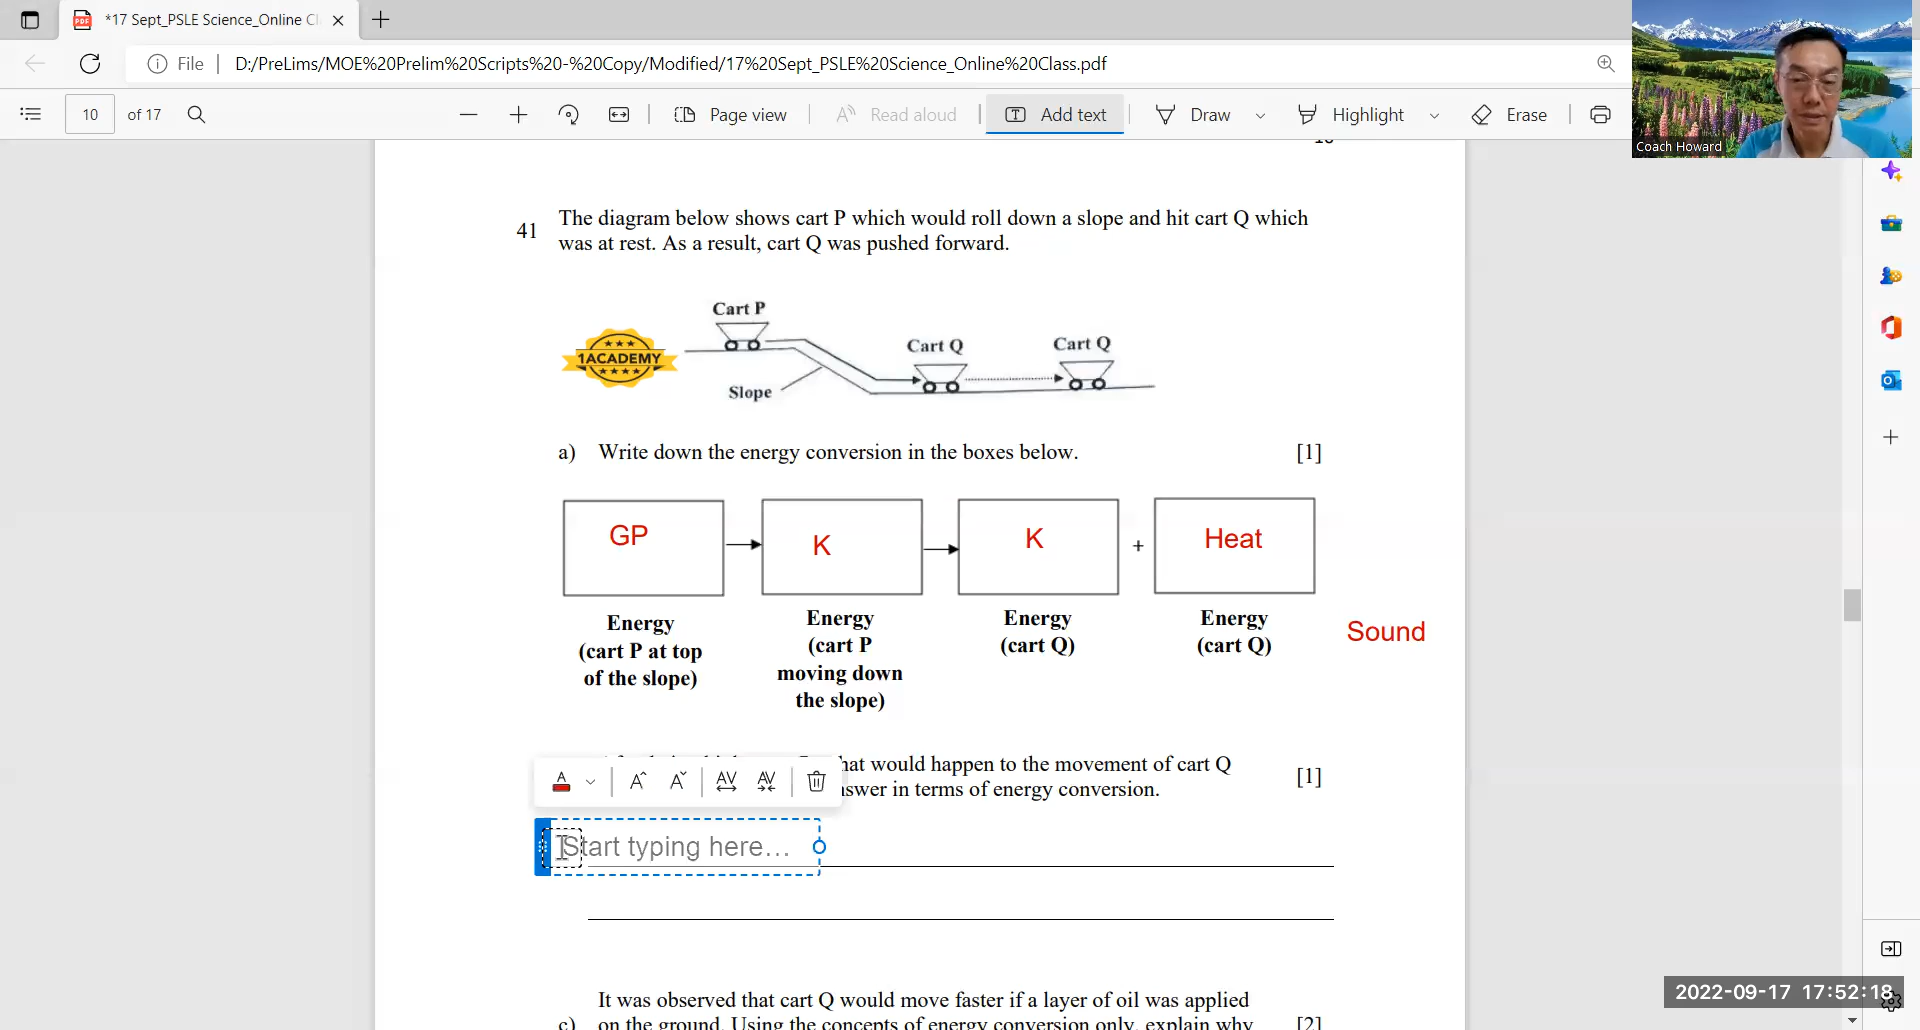 *17 Sept_PSLE Science_Online Cl
File
D:/PreLims/MOE%20Prelim%20Scripts%20-%20Copy/Modified/17%20Sept_PSLE%20Science_Online%20Class.pdf
10 of 17
Page view
Read aloud
Add text
Draw
Highlight
Erase
Coach Howard
41 The diagram below shows cart P which would roll down a slope and hit cart Q which
was at rest. As a result, cart Q was pushed forward.
Cart P
Cart Q
Cart Q
1ACADEMY
Slope
a) Write down the energy conversion in the boxes below. [1]
GP
K
K
+
Heat
Energy
(cart P at top
of the slope)
Energy
(cart P
moving down
the slope)
Energy
(cart Q)
Energy
(cart Q)
Sound
hat would happen to the movement of cart Q
swer in terms of energy conversion. [1]
Start typing here...
It was observed that cart Q would move faster if a layer of oil was applied
c) on the ground. Using the concepts of energy conversion only, explain why [2]
2022-09-17 17:52:18